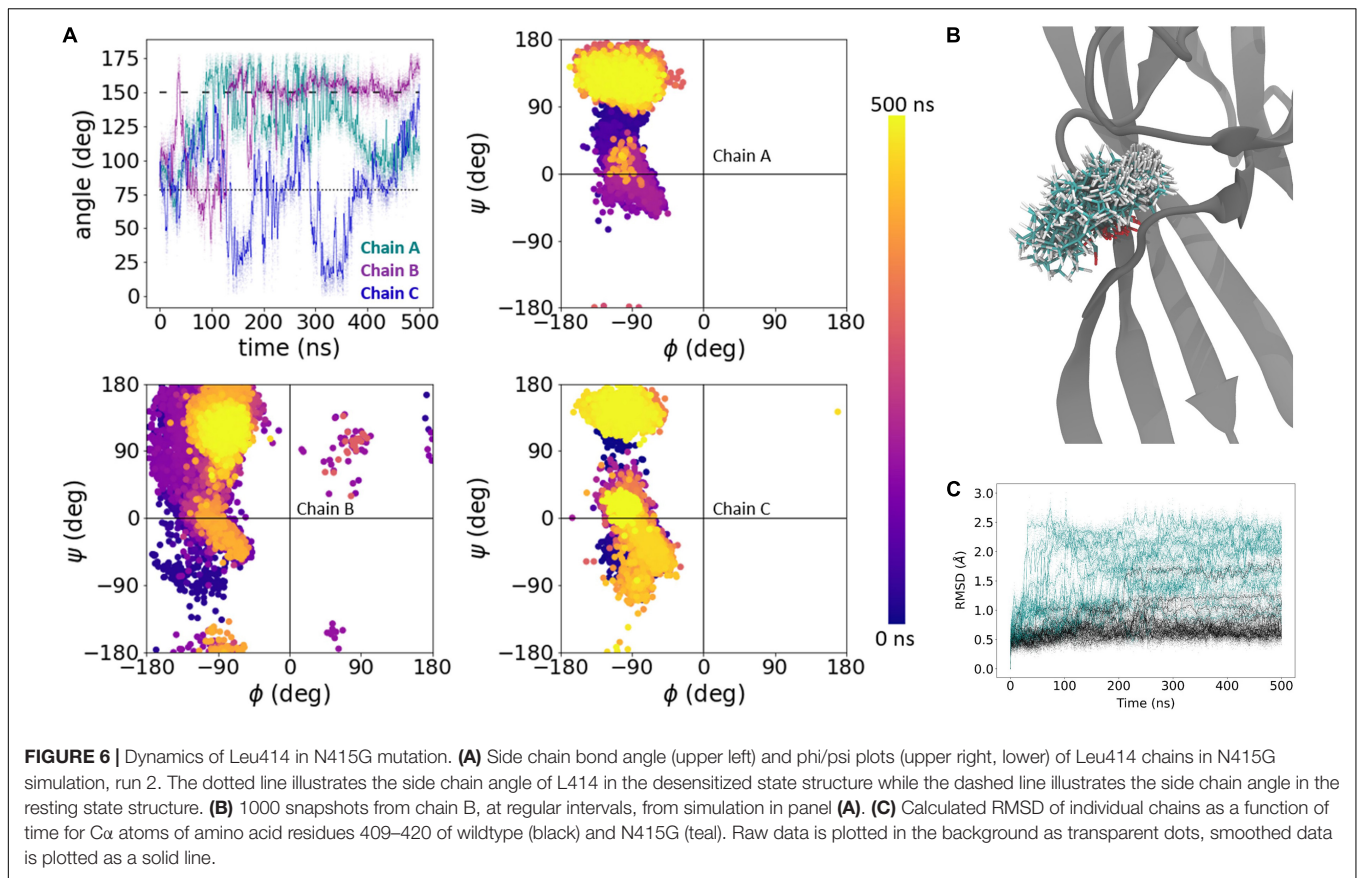 A
175
150
125
100
75
50
25
0
angle (deg)
Chain A
Chain B
Chain C
0 100 200 300 400 500
time (ns)
180
90
0
−90
−180
ψ (deg)
Chain A
−180 −90 0 90 180
ϕ (deg)
500 ns
0 ns
B
180
90
0
−90
−180
ψ (deg)
Chain B
−180 −90 0 90 180
ϕ (deg)
180
90
0
−90
−180
ψ (deg)
Chain C
−180 −90 0 90 180
ϕ (deg)
C
3.0
2.5
2.0
1.5
1.0
0.5
0.0
RMSD (Å)
0 100 200 300 400 500
Time (ns)
FIGURE 6 | Dynamics of Leu414 in N415G mutation. (A) Side chain bond angle (upper left) and phi/psi plots (upper right, lower) of Leu414 chains in N415G
simulation, run 2. The dotted line illustrates the side chain angle of L414 in the desensitized state structure while the dashed line illustrates the side chain angle in the
resting state structure. (B) 1000 snapshots from chain B, at regular intervals, from simulation in panel (A). (C) Calculated RMSD of individual chains as a function of
time for Cα atoms of amino acid residues 409–420 of wildtype (black) and N415G (teal). Raw data is plotted in the background as transparent dots, smoothed data
is plotted as a solid line.